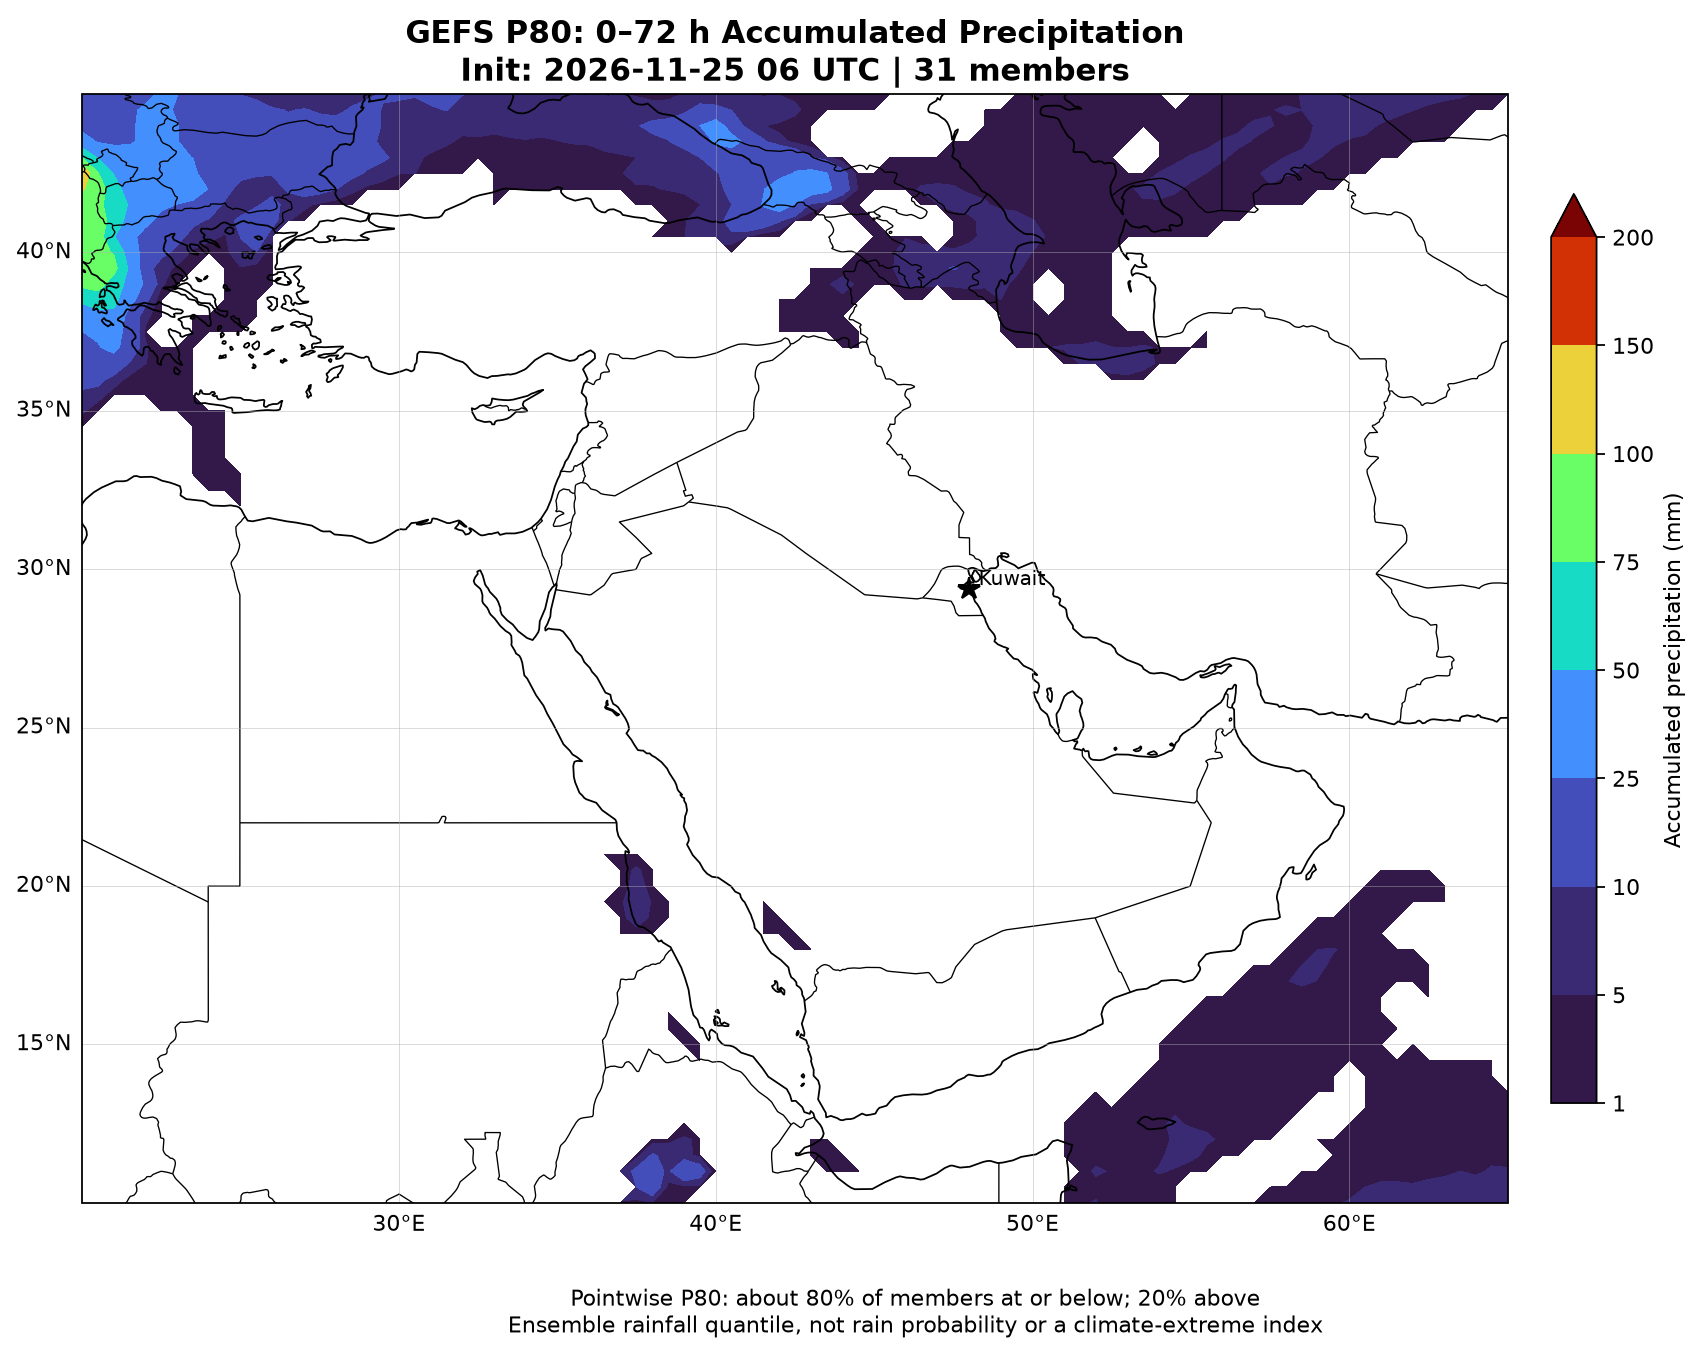 GEFS P80: 0–72 h Accumulated Precipitation
Init: 2026-11-25 06 UTC | 31 members
40°N
35°N
30°N
25°N
20°N
15°N
Kuwait
30°E
40°E
50°E
60°E
200
150
100
75
50
25
10
5
1
Accumulated precipitation (mm)
Pointwise P80: about 80% of members at or below; 20% above
Ensemble rainfall quantile, not rain probability or a climate-extreme index